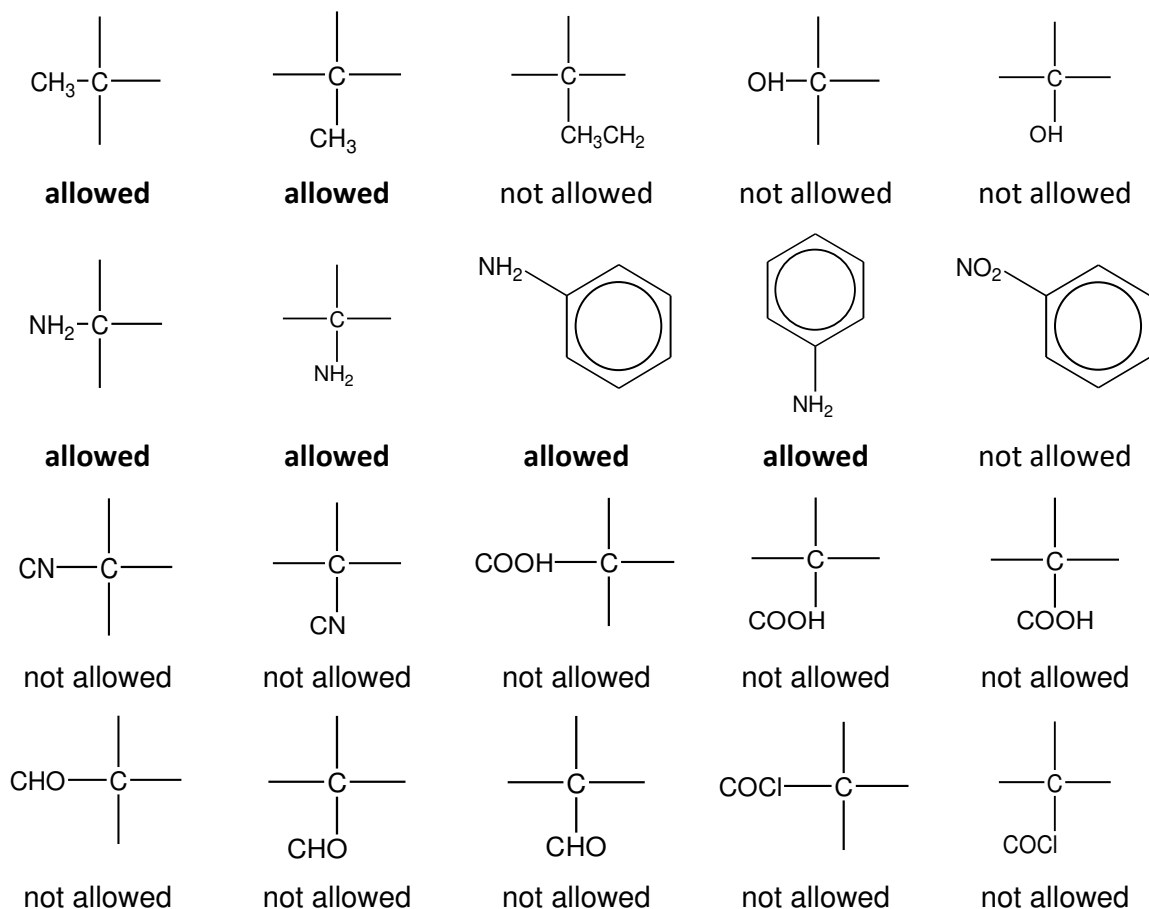 CH₃ C C CH₃ C CH₃CH₂ OH C C OH
allowed allowed not allowed not allowed not allowed
NH₂ C C NH₂ NH₂ NH₂ NO₂
allowed allowed allowed allowed not allowed
CN C C CN COOH C C COOH C COOH
not allowed not allowed not allowed not allowed not allowed
CHO C C CHO C CHO COCl C C COCl
not allowed not allowed not allowed not allowed not allowed